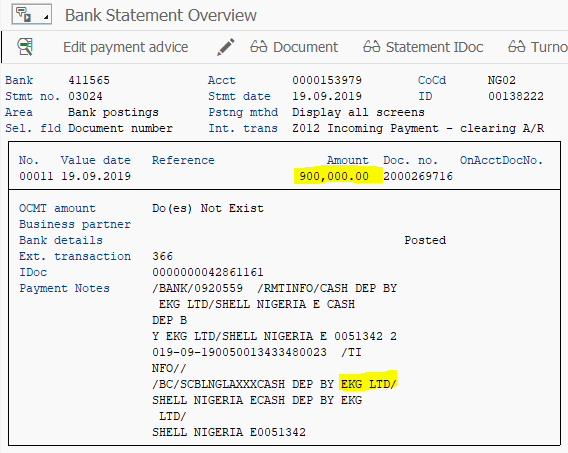 Bank Statement Overview
Edit payment advice Document Statement IDoc Turno
Bank 411565 Acct 0000153979 CoCd NG02
Stmt no. 03024 Stmt date 19.09.2019 ID 00138222
Area Bank postings Pstng mthd Display all screens
Sel. fld Document number Int. trans Z012 Incoming Payment - clearing A/R
No. Value date Reference Amount Doc. no. OnAcctDocNo.
00011 19.09.2019 900,000.00 2000269716
OCMT amount Do(es) Not Exist
Business partner
Bank details Posted
Ext. transaction 366
IDoc 0000000042861161
Payment Notes /BANK/0920559 /RMTINFO/CASH DEP BY
EKG LTD/SHELL NIGERIA E CASH
DEP B
Y EKG LTD/SHELL NIGERIA E 0051342 2
019-09-190050013433480023 /TI
NFO//
/BC/SCBLNGLAXXXCASH DEP BY EKG LTD/
SHELL NIGERIA ECASH DEP BY EKG
LTD/
SHELL NIGERIA E0051342